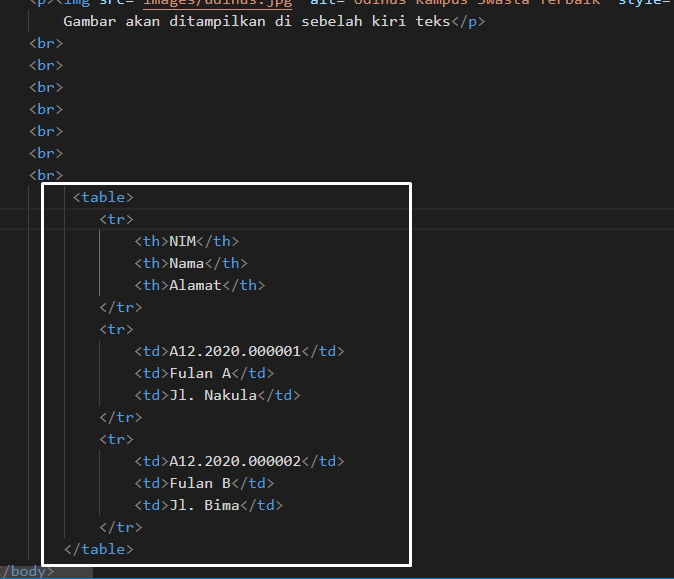 <p><img src="images/udinus.jpg" alt="Udinus Kampus Swasta Terbaik" style=
Gambar akan ditampilkan di sebelah kiri teks</p>
<br>
<br>
<br>
<br>
<br>
<br>
<br>
<table>
<tr>
<th>NIM</th>
<th>Nama</th>
<th>Alamat</th>
</tr>
<tr>
<td>A12.2020.000001</td>
<td>Fulan A</td>
<td>Jl. Nakula</td>
</tr>
<tr>
<td>A12.2020.000002</td>
<td>Fulan B</td>
<td>Jl. Bima</td>
</tr>
</table>
/body>